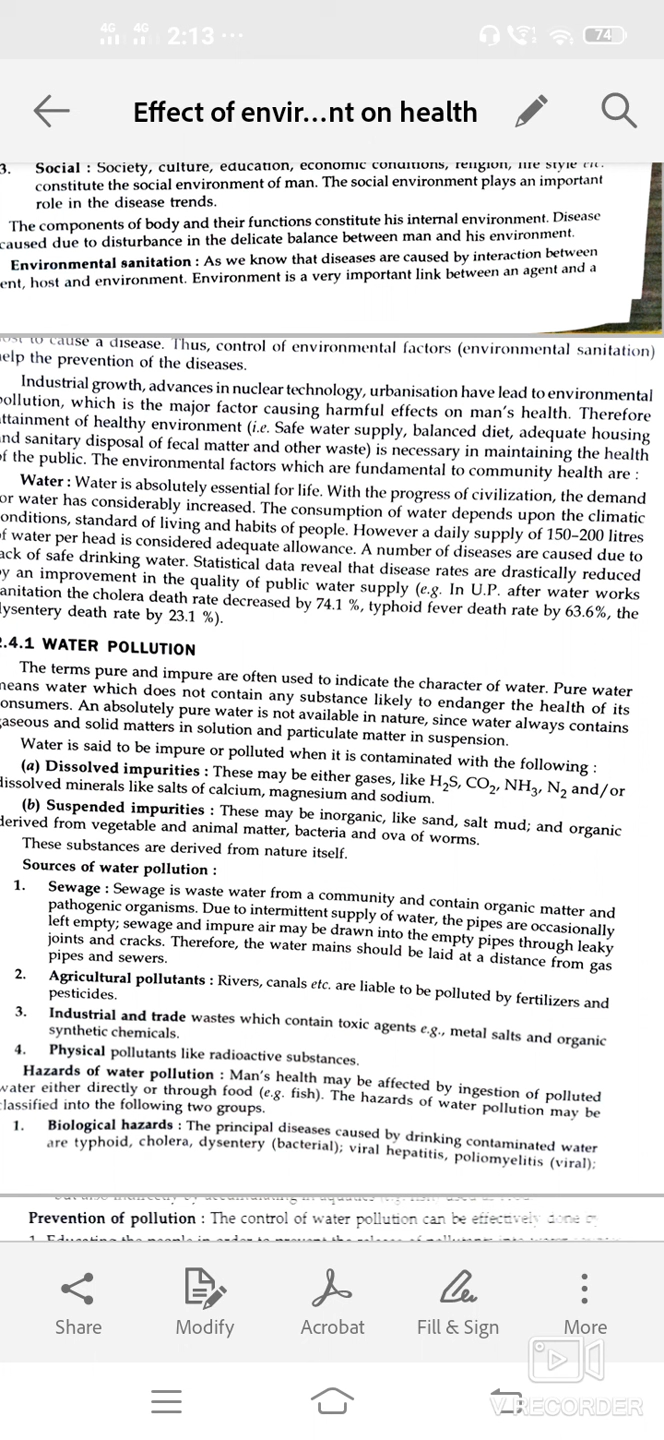 4G 4G 2:13 ... 74
Effect of envir...nt on health
3. Social : Society, culture, education, economic conditions, religion, life style etc.
constitute the social environment of man. The social environment plays an important
role in the disease trends.
The components of body and their functions constitute his internal environment. Disease
caused due to disturbance in the delicate balance between man and his environment.
Environmental sanitation : As we know that diseases are caused by interaction between
ent, host and environment. Environment is a very important link between an agent and a
to cause a disease. Thus, control of environmental factors (environmental sanitation)
elp the prevention of the diseases.
Industrial growth, advances in nuclear technology, urbanisation have lead to environmental
ollution, which is the major factor causing harmful effects on man's health. Therefore
ttainment of healthy environment (i.e. Safe water supply, balanced diet, adequate housing
nd sanitary disposal of fecal matter and other waste) is necessary in maintaining the health
of the public. The environmental factors which are fundamental to community health are :
Water : Water is absolutely essential for life. With the progress of civilization, the demand
or water has considerably increased. The consumption of water depends upon the climatic
onditions, standard of living and habits of people. However a daily supply of 150–200 litres
of water per head is considered adequate allowance. A number of diseases are caused due to
ack of safe drinking water. Statistical data reveal that disease rates are drastically reduced
by an improvement in the quality of public water supply (e.g. In U.P. after water works
anitation the cholera death rate decreased by 74.1 %, typhoid fever death rate by 63.6%, the
lysentery death rate by 23.1 %).
2.4.1 WATER POLLUTION
The terms pure and impure are often used to indicate the character of water. Pure water
means water which does not contain any substance likely to endanger the health of its
onsumers. An absolutely pure water is not available in nature, since water always contains
gaseous and solid matters in solution and particulate matter in suspension.
Water is said to be impure or polluted when it is contaminated with the following :
(a) Dissolved impurities : These may be either gases, like H₂S, CO₂, NH₃, N₂ and/or
dissolved minerals like salts of calcium, magnesium and sodium.
(b) Suspended impurities : These may be inorganic, like sand, salt mud; and organic
derived from vegetable and animal matter, bacteria and ova of worms.
These substances are derived from nature itself.
Sources of water pollution :
1. Sewage : Sewage is waste water from a community and contain organic matter and
pathogenic organisms. Due to intermittent supply of water, the pipes are occasionally
left empty; sewage and impure air may be drawn into the empty pipes through leaky
joints and cracks. Therefore, the water mains should be laid at a distance from gas
pipes and sewers.
2. Agricultural pollutants : Rivers, canals etc. are liable to be polluted by fertilizers and
pesticides.
3. Industrial and trade wastes which contain toxic agents e.g., metal salts and organic
synthetic chemicals.
4. Physical pollutants like radioactive substances.
Hazards of water pollution : Man's health may be affected by ingestion of polluted
water either directly or through food (e.g. fish). The hazards of water pollution may be
classified into the following two groups.
1. Biological hazards : The principal diseases caused by drinking contaminated water
are typhoid, cholera, dysentery (bacterial); viral hepatitis, poliomyelitis (viral);
Prevention of pollution : The control of water pollution can be effectively done
1. Educating the people in order to prevent the release of pollutants into water
Share Modify Acrobat Fill & Sign More
V RECORDER